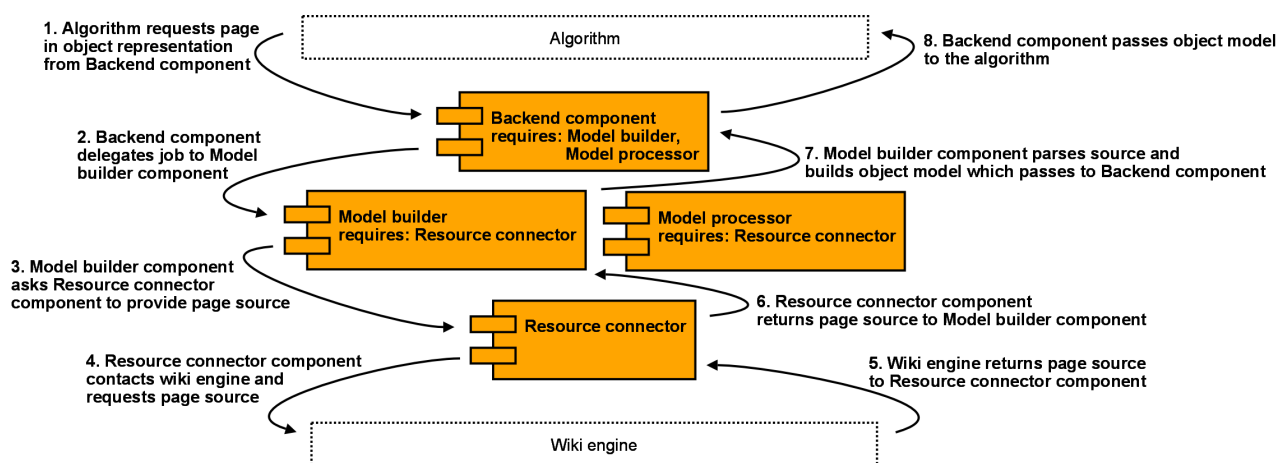 1. Algorithm requests page
in object representation
from Backend component
Algorithm
8. Backend component passes object model
to the algorithm
Backend component
requires: Model builder,
Model processor
2. Backend component
delegates job to Model
builder component
7. Model builder component parses source and
builds object model which passes to Backend component
Model builder
requires: Resource connector
Model processor
requires: Resource connector
3. Model builder component
asks Resource connector
component to provide page source
6. Resource connector component
returns page source to Model builder component
Resource connector
4. Resource connector component
contacts wiki engine and
requests page source
5. Wiki engine returns page source
to Resource connector component
Wiki engine